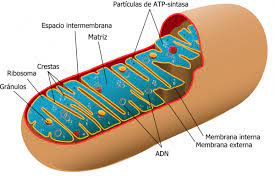 Partículas de ATP-sintasa
Espacio intermembrana
Matriz
Crestas
Ribosoma
Gránulos
Membrana interna
Membrana externa
ADN